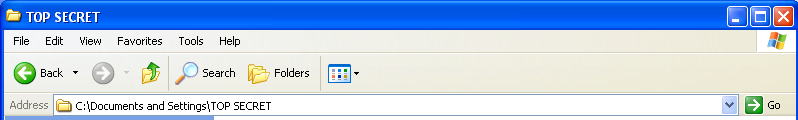 TOP SECRET
File Edit View Favorites Tools Help
Back Search Folders
Address C:\Documents and Settings\TOP SECRET Go